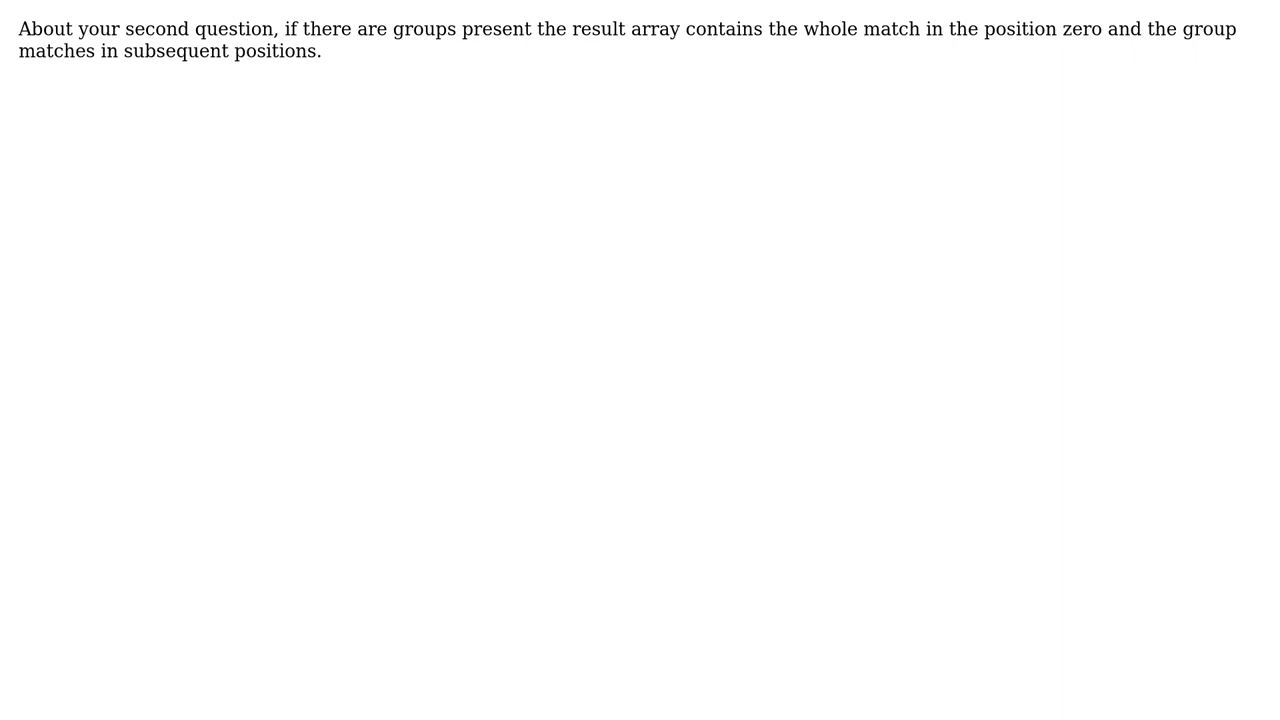 About your second question, if there are groups present the result array contains the whole match in the position zero and the group
matches in subsequent positions.